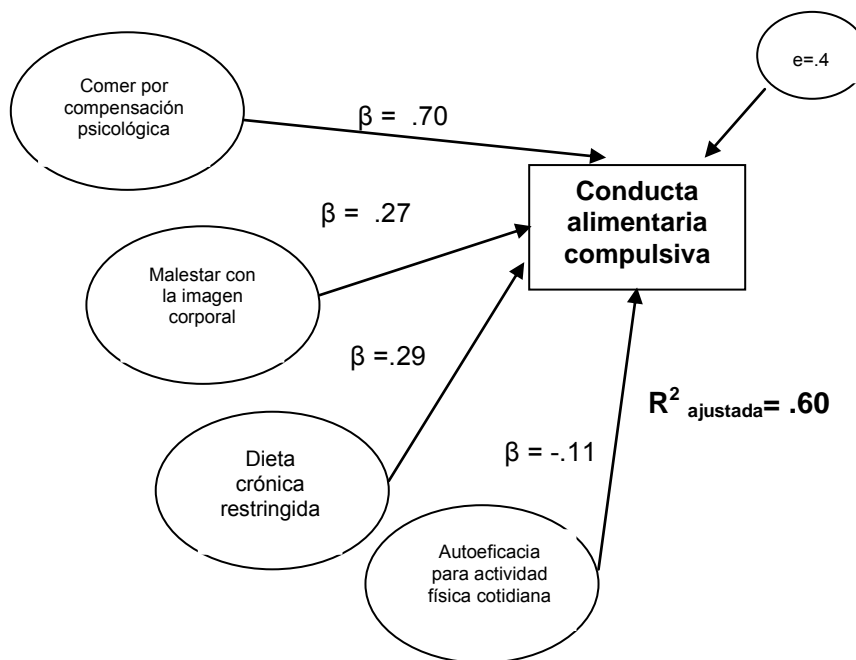 e=.4
Comer por
compensación
psicológica
β = .70
Conducta
alimentaria
compulsiva
β = .27
Malestar con
la imagen
corporal
β =.29
R² ajustada= .60
Dieta
crónica
restringida
β = -.11
Autoeficacia
para actividad
física cotidiana